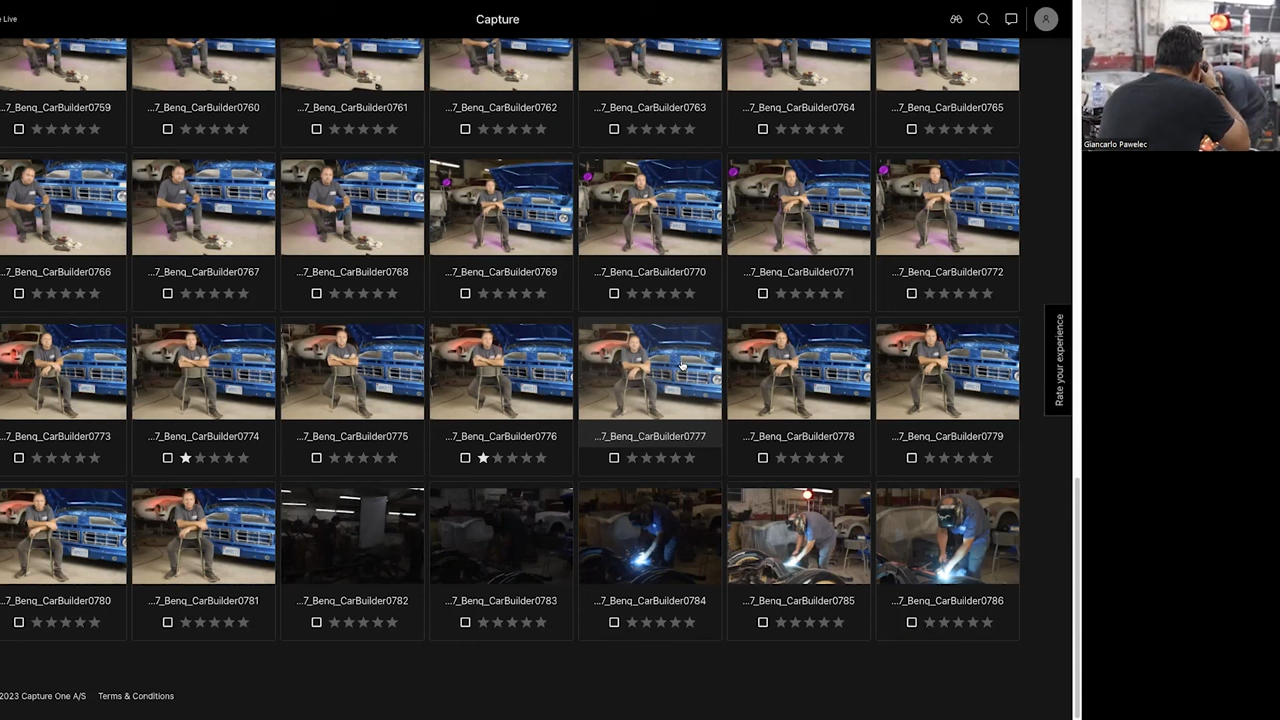 e Live
Capture
Giancarlo Pawelec
...7_Benq_CarBuilder0759
...7_Benq_CarBuilder0760
...7_Benq_CarBuilder0761
...7_Benq_CarBuilder0762
...7_Benq_CarBuilder0763
...7_Benq_CarBuilder0764
...7_Benq_CarBuilder0765
...7_Benq_CarBuilder0766
...7_Benq_CarBuilder0767
...7_Benq_CarBuilder0768
...7_Benq_CarBuilder0769
...7_Benq_CarBuilder0770
...7_Benq_CarBuilder0771
...7_Benq_CarBuilder0772
Rate your experience
...7_Benq_CarBuilder0773
...7_Benq_CarBuilder0774
...7_Benq_CarBuilder0775
...7_Benq_CarBuilder0776
...7_Benq_CarBuilder0777
...7_Benq_CarBuilder0778
...7_Benq_CarBuilder0779
...7_Benq_CarBuilder0780
...7_Benq_CarBuilder0781
...7_Benq_CarBuilder0782
...7_Benq_CarBuilder0783
...7_Benq_CarBuilder0784
...7_Benq_CarBuilder0785
...7_Benq_CarBuilder0786
2023 Capture One A/S Terms & Conditions